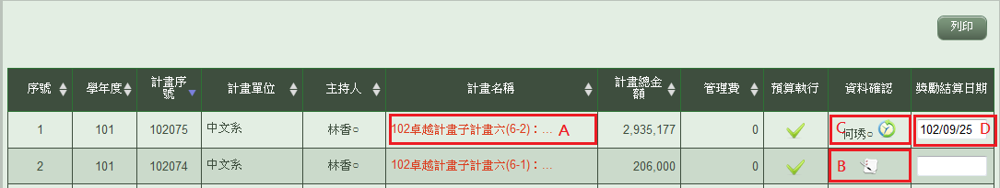 列印
序號 學年度 計畫序號 計畫單位 主持人 計畫名稱 計畫總金額 管理費 預算執行 資料確認 獎勵結算日期
1 101 102075 中文系 林香○ 102卓越計畫子計畫六(6-2)：... A 2,935,177 0 C 何琇○ 102/09/25 D
2 101 102074 中文系 林香○ 102卓越計畫子計畫六(6-1)：... 206,000 0 B